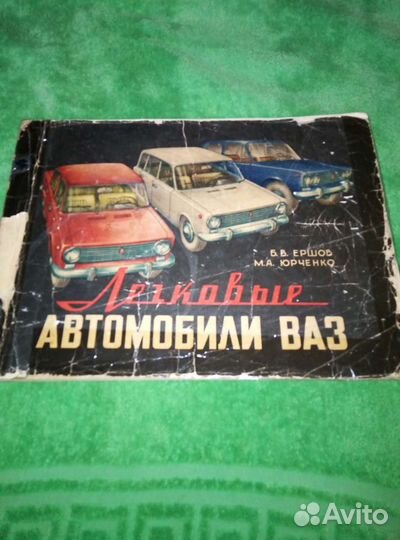 Б. В. ЕРШОВ
М. А. ЮРЧЕНКО
Легковые
АВТОМОБИЛИ ВАЗ
Avito